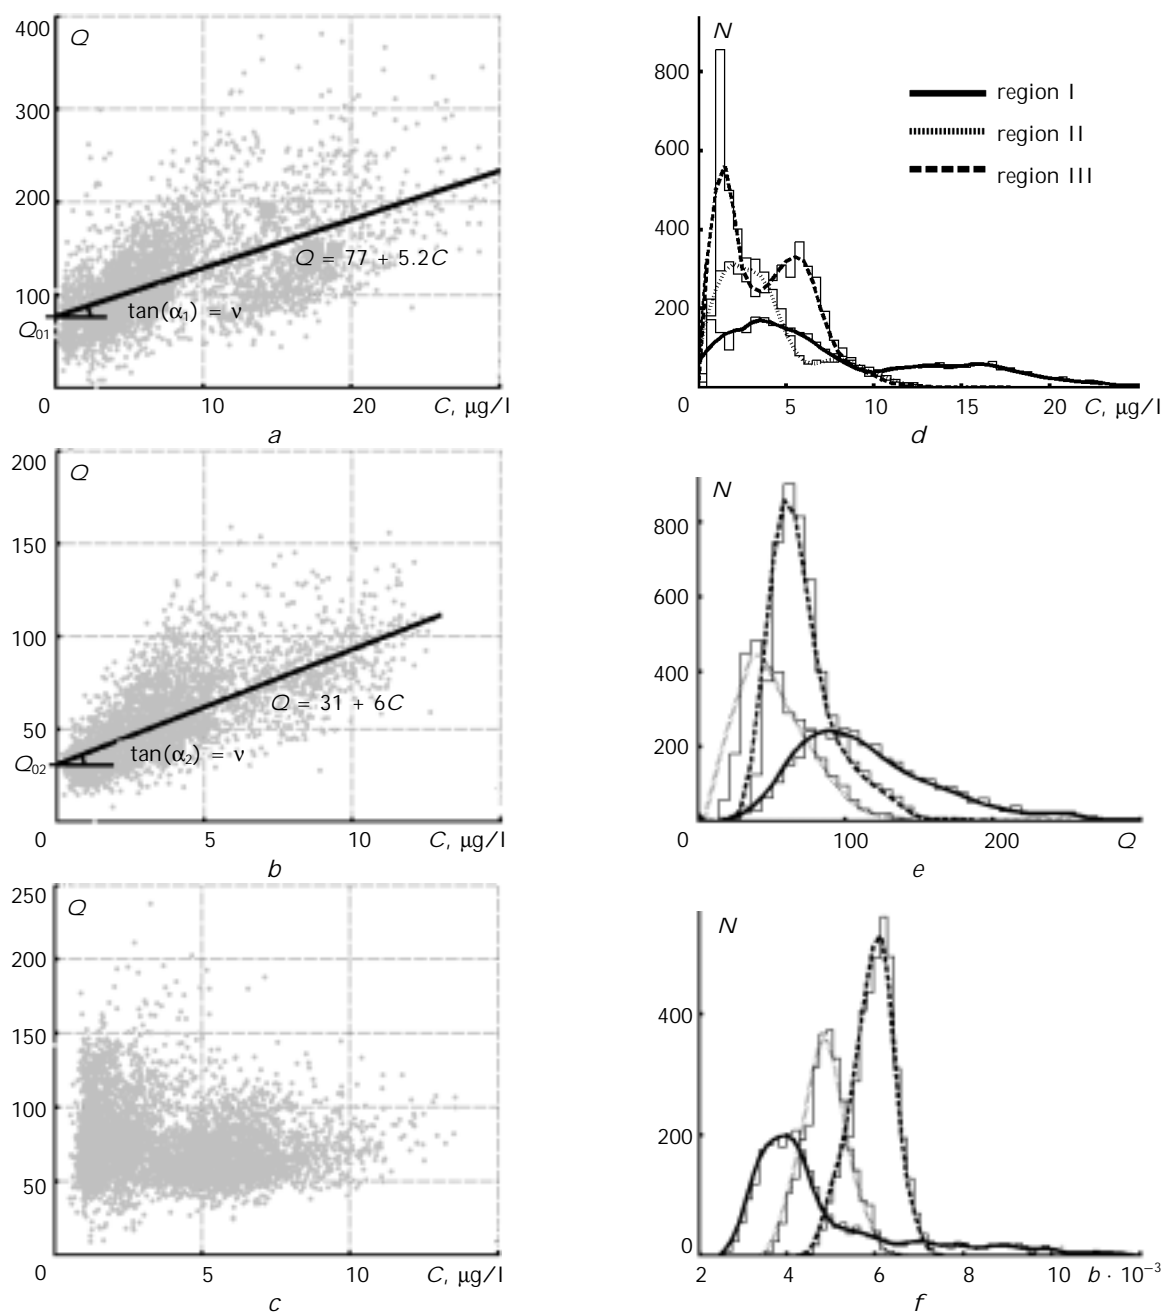 400
Q
300
200
Q = 77 + 5.2C
100
tan(α₁) = ν
Q₀₁
0
10
20
C, μg/l
a
200
Q
150
100
Q = 31 + 6C
50
tan(α₂) = ν
Q₀₂
0
5
10
C, μg/l
b
250
Q
200
150
100
50
0
5
10
C, μg/l
c
N
800
region I
region II
600
region III
400
200
0
5
10
15
20
C, μg/l
d
N
800
600
400
200
0
100
200
Q
e
N
400
200
0
2
4
6
8
10
b · 10⁻³
f